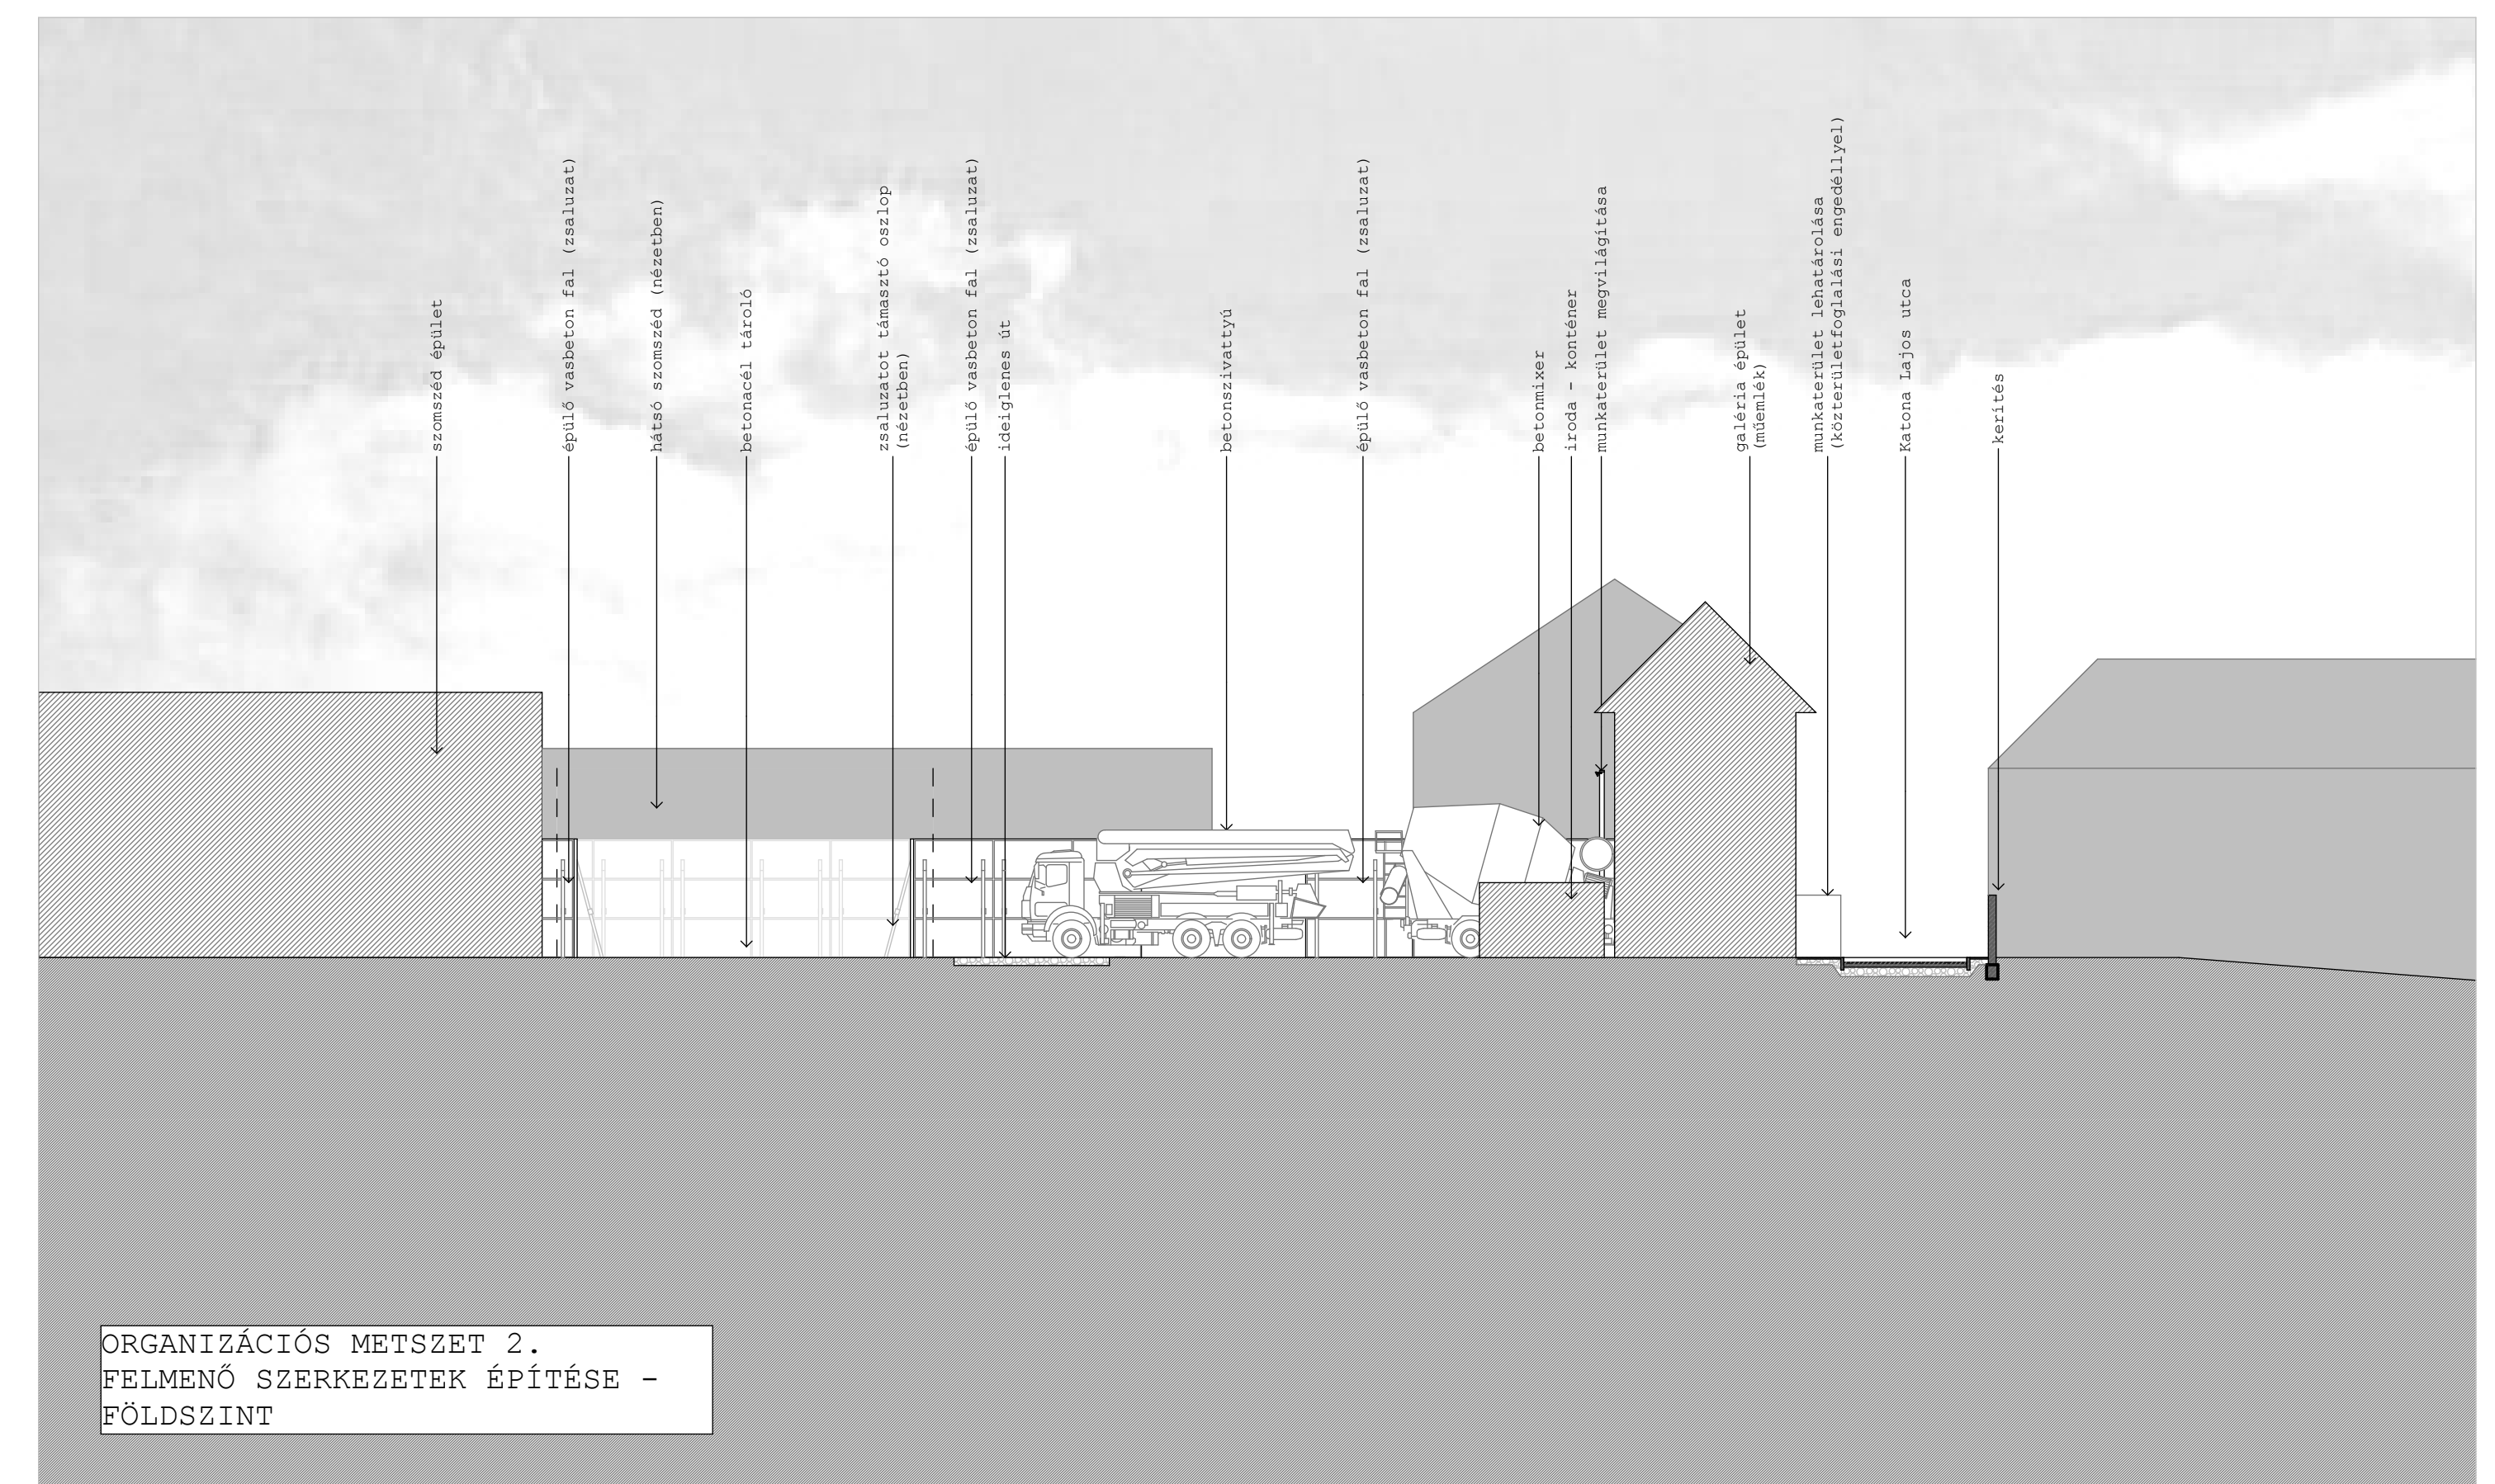 szomszéd épület
épülő vasbeton fal (zsaluzat)
hátsó szomszéd (nézetben)
betonacél tároló
zsaluzatot támasztó oszlop
(nézetben)
épülő vasbeton fal (zsaluzat)
ideiglenes út
betonszivattyú
épülő vasbeton fal (zsaluzat)
betonmixer
iroda - konténer
munkaterület megvilágítása
galéria épület
(műemlék)
munkaterület lehatárolása
(közterületfoglalási engedéllyel)
Katona Lajos utca
kerítés
ORGANIZÁCIÓS METSZET 2.
FELMENŐ SZERKEZETEK ÉPÍTÉSE -
FÖLDSZINT